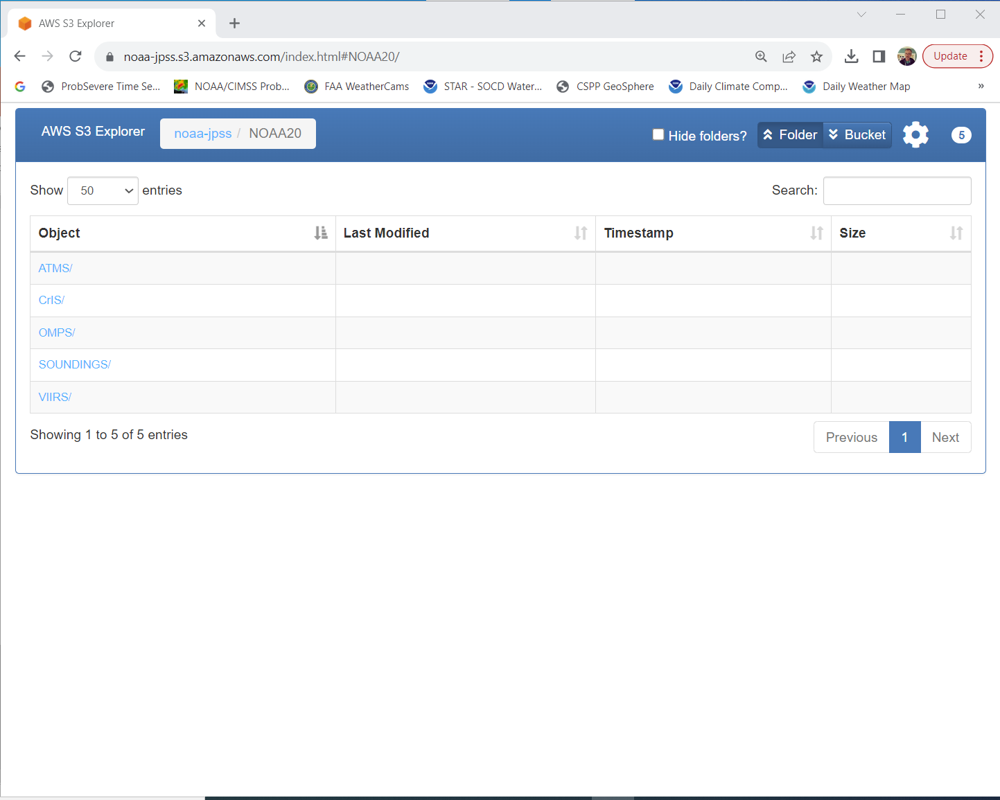 AWS S3 Explorer
noaa-jpss.s3.amazonaws.com/index.html#NOAA20/
Update
ProbSevere Time Se... NOAA/CIMSS Prob... FAA WeatherCams STAR - SOCD Water... CSPP GeoSphere Daily Climate Comp... Daily Weather Map »
AWS S3 Explorer noaa-jpss / NOAA20 Hide folders? Folder Bucket 5
Show 50 entries Search:
Object Last Modified Timestamp Size
ATMS/
CrIS/
OMPS/
SOUNDINGS/
VIIRS/
Showing 1 to 5 of 5 entries Previous 1 Next